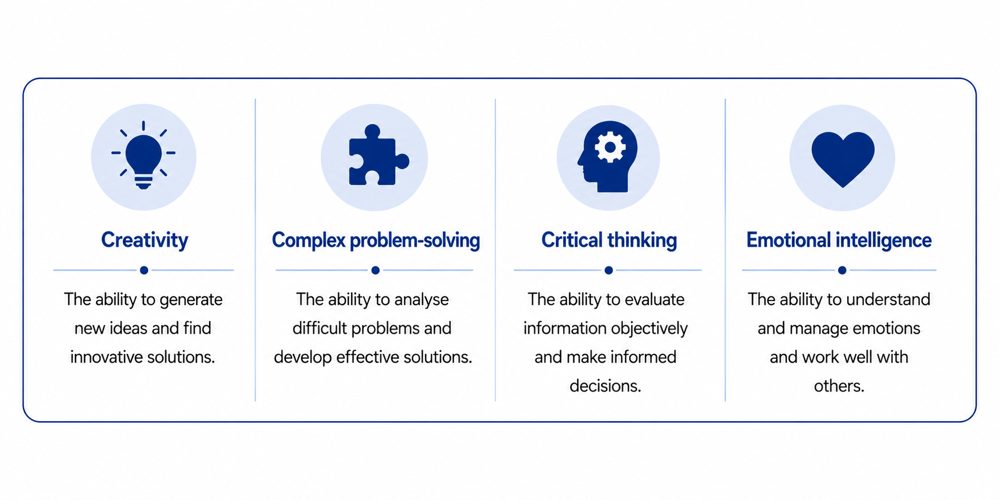 Creativity
The ability to generate
new ideas and find
innovative solutions.
Complex problem-solving
The ability to analyse
difficult problems and
develop effective solutions.
Critical thinking
The ability to evaluate
information objectively
and make informed
decisions.
Emotional intelligence
The ability to understand
and manage emotions
and work well with
others.